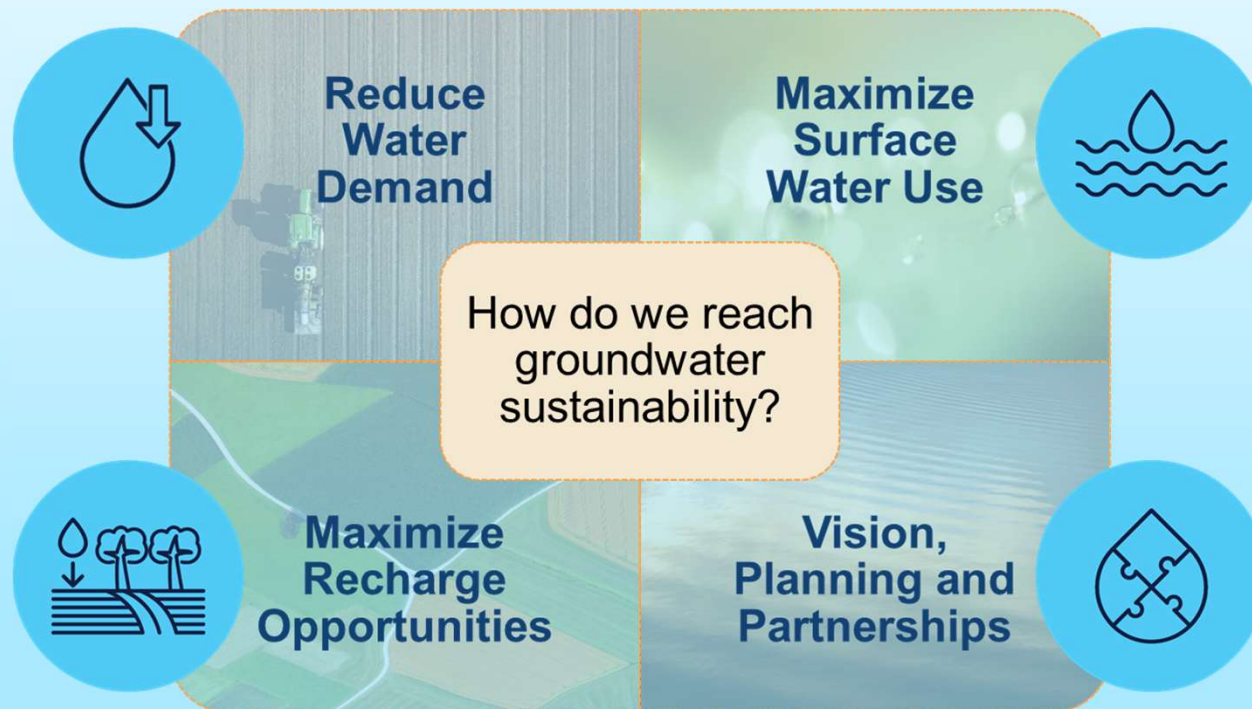 Reduce
Water
Demand
Maximize
Surface
Water Use
How do we reach
groundwater
sustainability?
Maximize
Recharge
Opportunities
Vision,
Planning and
Partnerships